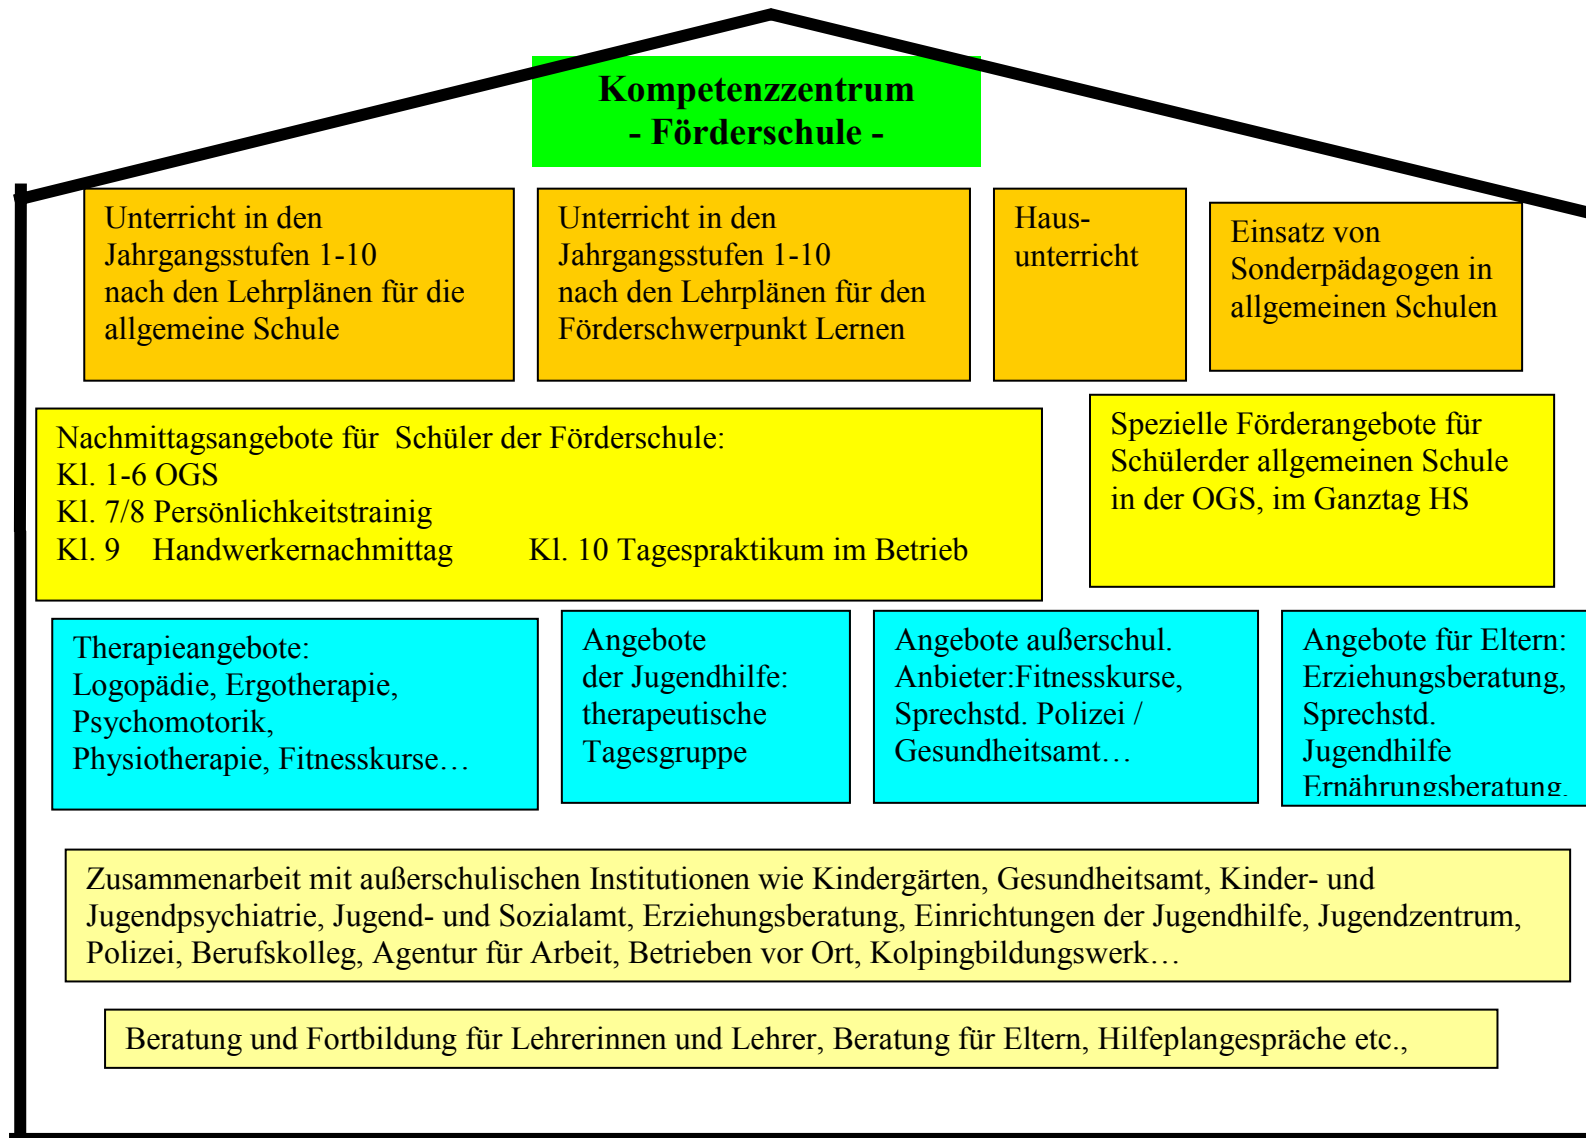 Kompetenzzentrum
- Förderschule -
Unterricht in den
Jahrgangsstufen 1-10
nach den Lehrplänen für die
allgemeine Schule
Unterricht in den
Jahrgangsstufen 1-10
nach den Lehrplänen für den
Förderschwerpunkt Lernen
Haus-
unterricht
Einsatz von
Sonderpädagogen in
allgemeinen Schulen
Nachmittagsangebote für  Schüler der Förderschule:
Kl. 1-6 OGS
Kl. 7/8 Persönlichkeitstrainig
Kl. 9    Handwerkernachmittag          Kl. 10 Tagespraktikum im Betrieb
Spezielle Förderangebote für
Schülerder allgemeinen Schule
in der OGS, im Ganztag HS
Therapieangebote:
Logopädie, Ergotherapie,
Psychomotorik,
Physiotherapie, Fitnesskurse…
Angebote
der Jugendhilfe:
therapeutische
Tagesgruppe
Angebote außerschul.
Anbieter:Fitnesskurse,
Sprechstd. Polizei /
Gesundheitsamt…
Angebote für Eltern:
Erziehungsberatung,
Sprechstd.
Jugendhilfe
Ernährungsberatung.
Zusammenarbeit mit außerschulischen Institutionen wie Kindergärten, Gesundheitsamt, Kinder- und
Jugendpsychiatrie, Jugend- und Sozialamt, Erziehungsberatung, Einrichtungen der Jugendhilfe, Jugendzentrum,
Polizei, Berufskolleg, Agentur für Arbeit, Betrieben vor Ort, Kolpingbildungswerk…
Beratung und Fortbildung für Lehrerinnen und Lehrer, Beratung für Eltern, Hilfeplangespräche etc.,